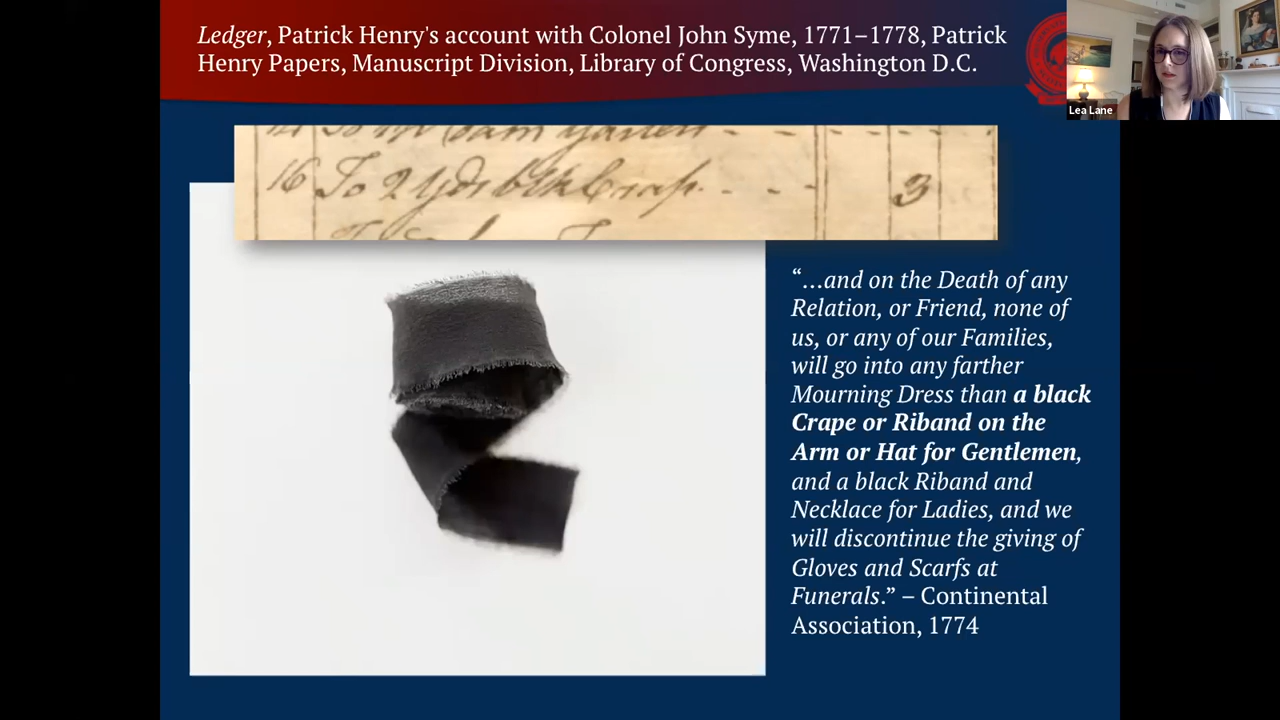 Ledger, Patrick Henry's account with Colonel John Syme, 1771–1778, Patrick
Henry Papers, Manuscript Division, Library of Congress, Washington D.C.
Lea Lane
16 To 2 Yds blk Crape - - - 3
“…and on the Death of any
Relation, or Friend, none of
us, or any of our Families,
will go into any farther
Mourning Dress than a black
Crape or Riband on the
Arm or Hat for Gentlemen,
and a black Riband and
Necklace for Ladies, and we
will discontinue the giving of
Gloves and Scarfs at
Funerals.” – Continental
Association, 1774